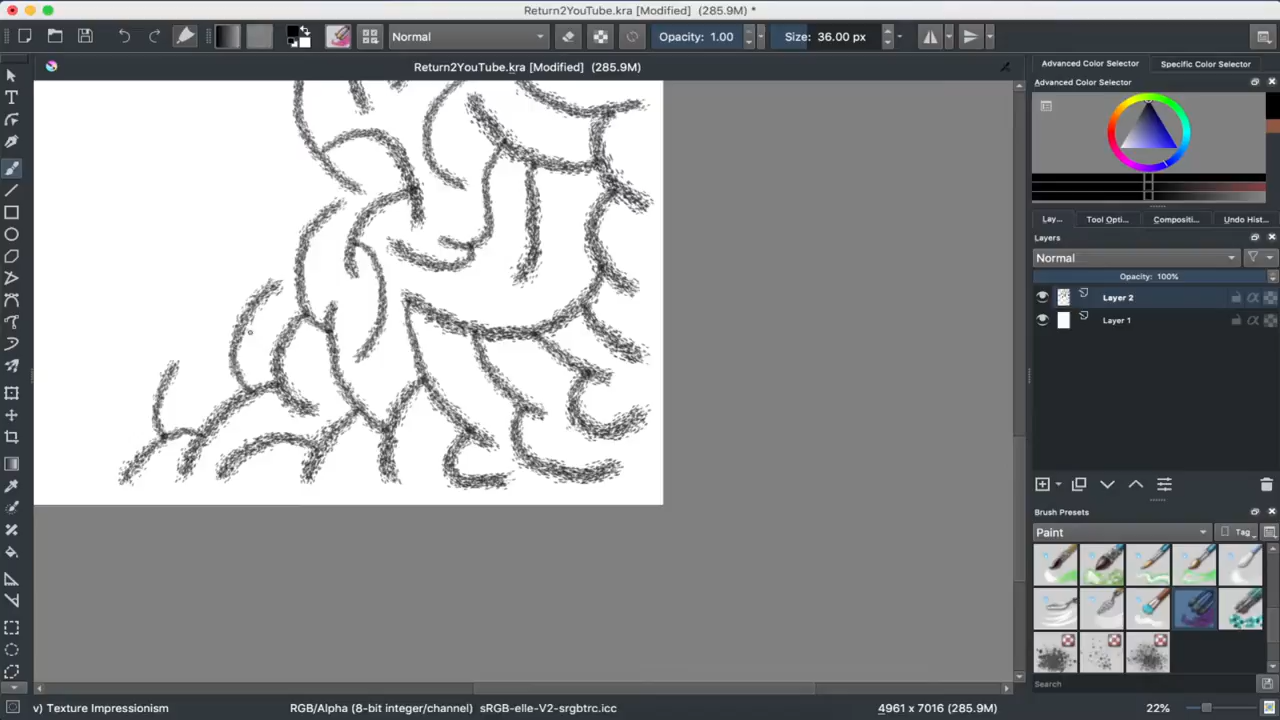 Return2YouTube.kra [Modified] (285.9M) *
Normal
Opacity: 1.00
Size: 36.00 px
Return2YouTube.kra [Modified] (285.9M)
Advanced Color Selector
Specific Color Selector
Advanced Color Selector
Lay...
Tool Opti...
Compositi...
Undo Hist...
Layers
Normal
Opacity: 100%
Layer 2
Layer 1
Brush Presets
Paint
Tag
Search
v) Texture Impressionism
RGB/Alpha (8-bit integer/channel) sRGB-elle-V2-srgbtrc.icc
4961 x 7016 (285.9M)
22%